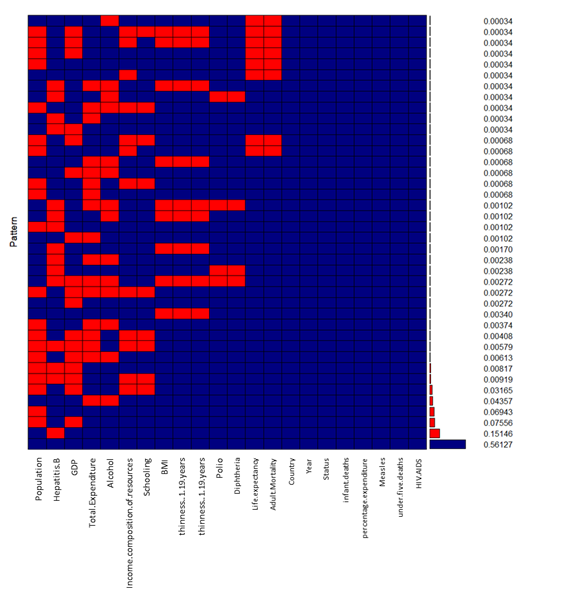 Pattern
0.00034
0.00034
0.00034
0.00034
0.00034
0.00034
0.00034
0.00034
0.00034
0.00034
0.00034
0.00068
0.00068
0.00068
0.00068
0.00068
0.00068
0.00102
0.00102
0.00102
0.00102
0.00170
0.00238
0.00238
0.00272
0.00272
0.00272
0.00340
0.00374
0.00408
0.00579
0.00613
0.00817
0.00919
0.03165
0.04357
0.06943
0.07556
0.15146
0.56127
Population
Hepatitis.B
GDP
Total.Expenditure
Alcohol
Income.composition.of.resources
Schooling
BMI
thinness..1.19.years
thinness..1.19.years
Polio
Diphtheria
Life.expectancy
Adult.Mortality
Country
Year
Status
infant.deaths
percentage.expenditure
Measles
under.five.deaths
HIV.AIDS